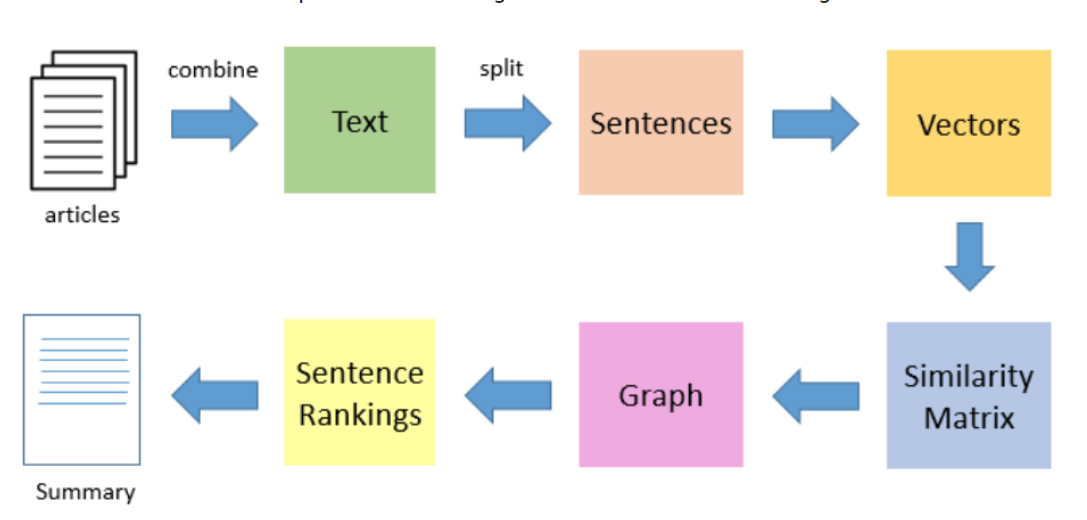 combine
split
Text
Sentences
Vectors
articles
Sentence
Rankings
Graph
Similarity
Matrix
Summary